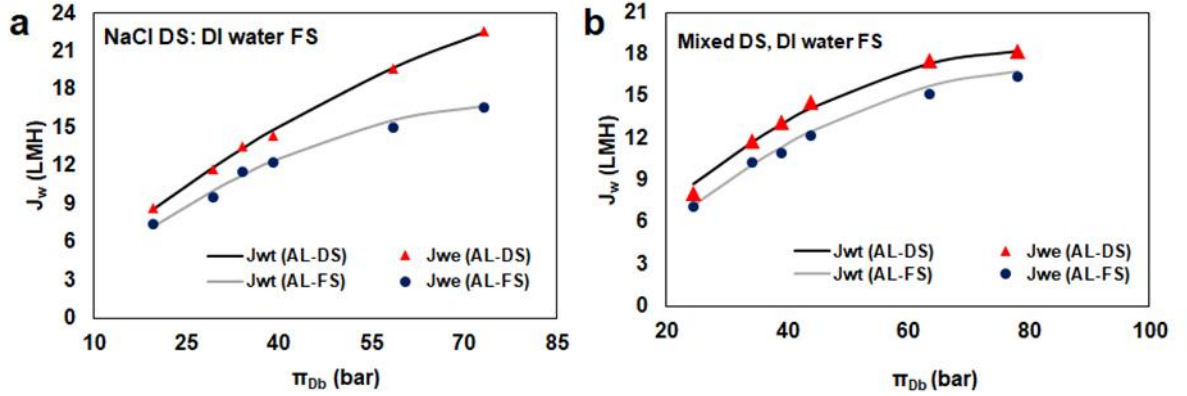 a
NaCl DS: DI water FS
24
21
18
15
12
9
6
3
0
Jw (LMH)
Jwt (AL-DS)
Jwe (AL-DS)
Jwt (AL-FS)
Jwe (AL-FS)
10
25
40
55
70
85
πDb (bar)
b
Mixed DS, DI water FS
21
18
15
12
9
6
3
0
Jw (LMH)
Jwt (AL-DS)
Jwe (AL-DS)
Jwt (AL-FS)
Jwe (AL-FS)
20
40
60
80
100
πDb (bar)